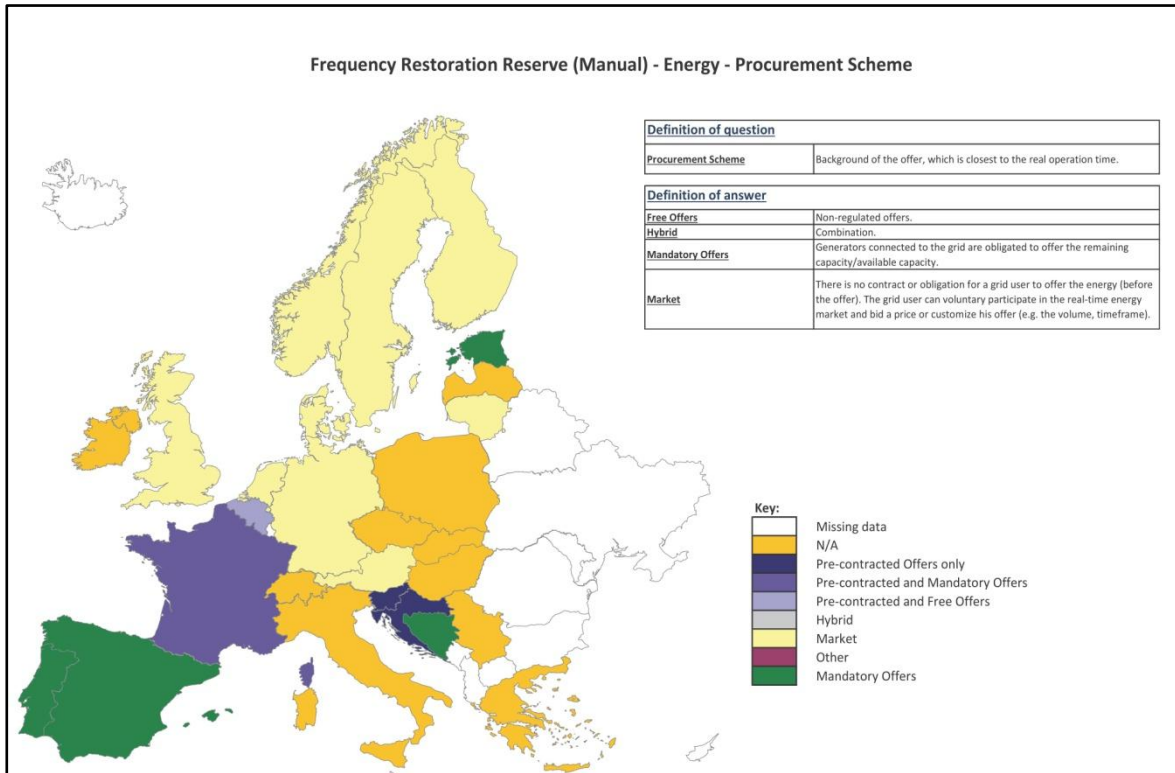 Frequency Restoration Reserve (Manual) - Energy - Procurement Scheme
Definition of question
Procurement Scheme
Background of the offer, which is closest to the real operation time.
Definition of answer
Free Offers
Non-regulated offers.
Hybrid
Combination.
Mandatory Offers
Generators connected to the grid are obligated to offer the remaining
capacity/available capacity.
Market
There is no contract or obligation for a grid user to offer the energy (before
the offer). The grid user can voluntary participate in the real-time energy
market and bid a price or customize his offer (e.g. the volume, timeframe).
Key:
Missing data
N/A
Pre-contracted Offers only
Pre-contracted and Mandatory Offers
Pre-contracted and Free Offers
Hybrid
Market
Other
Mandatory Offers